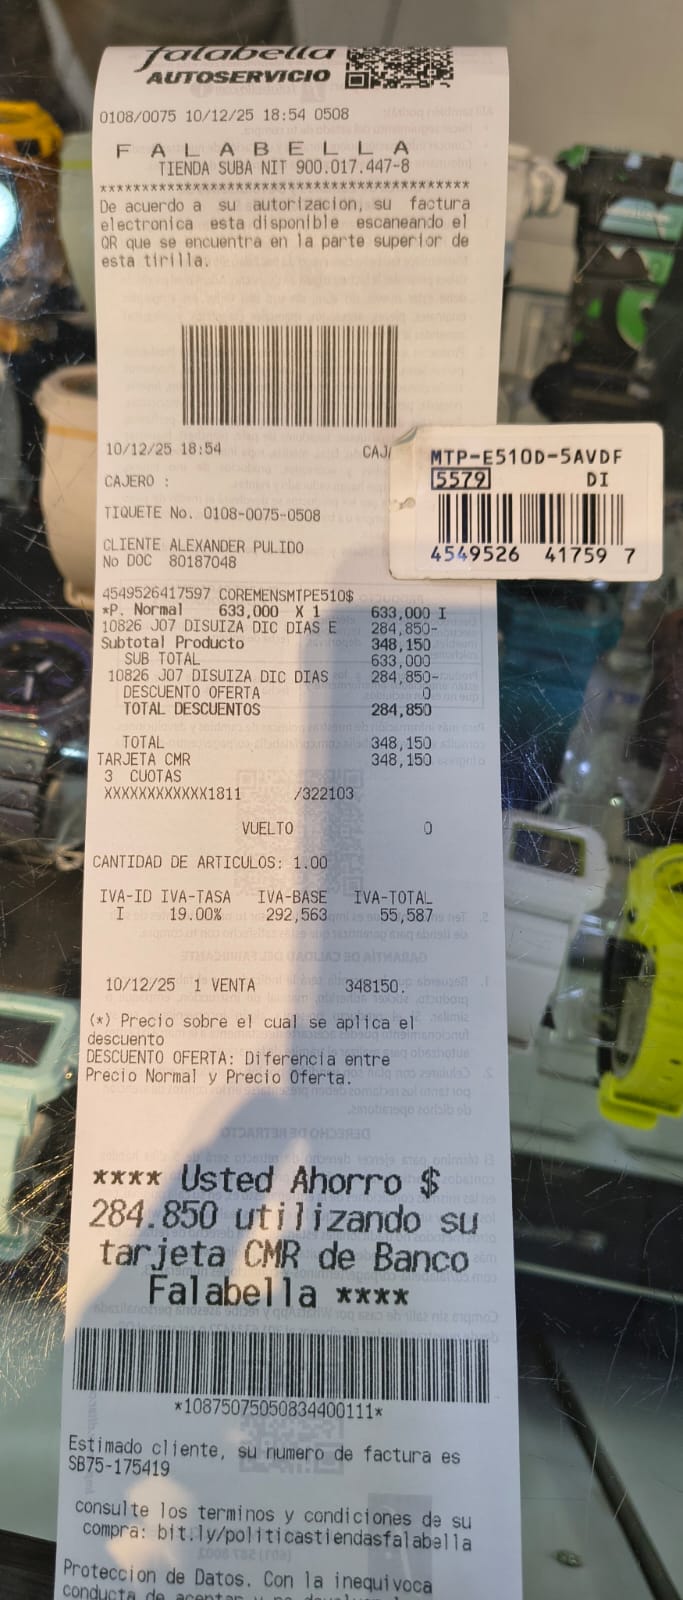 falabella
AUTOSERVICIO
0108/0075 10/12/25 18:54 0508
F A L A B E L L A
TIENDA SUBA NIT 900.017.447-8
******************************************
De acuerdo a su autorizacion, su factura
electronica esta disponible escaneando el
QR que se encuentra en la parte superior de
esta tirilla.
10/12/25 18:54 CAJ
CAJERO :
TIQUETE No. 0108-0075-0508
CLIENTE ALEXANDER PULIDO
No DOC 80187048
MTP-E510D-5AVDF
5579 DI
4549526 41759 7
4549526417597 COREMENSMTPE510$
*P. Normal 633,000 X 1 633,000 I
10826 J07 DISUIZA DIC DIAS E 284,850-
Subtotal Producto 348,150
SUB TOTAL 633,000
10826 J07 DISUIZA DIC DIAS 284,850-
DESCUENTO OFERTA 0
TOTAL DESCUENTOS 284,850
TOTAL 348,150
TARJETA CMR 348,150
3 CUOTAS
XXXXXXXXXXXX1811 /322103
VUELTO 0
CANTIDAD DE ARTICULOS: 1.00
IVA-ID IVA-TASA IVA-BASE IVA-TOTAL
I 19.00% 292,563 55,587
10/12/25 1 VENTA 348150.
(*) Precio sobre el cual se aplica el
descuento
DESCUENTO OFERTA: Diferencia entre
Precio Normal y Precio Oferta.
**** Usted Ahorro $
284.850 utilizando su
tarjeta CMR de Banco
Falabella ****
*10875075050834400111*
Estimado cliente, su numero de factura es
SB75-175419
consulte los terminos y condiciones de su
compra: bit.ly/politicastiendasfalabella
Proteccion de Datos. Con la inequivoca
conducta de aceptar y no devolver